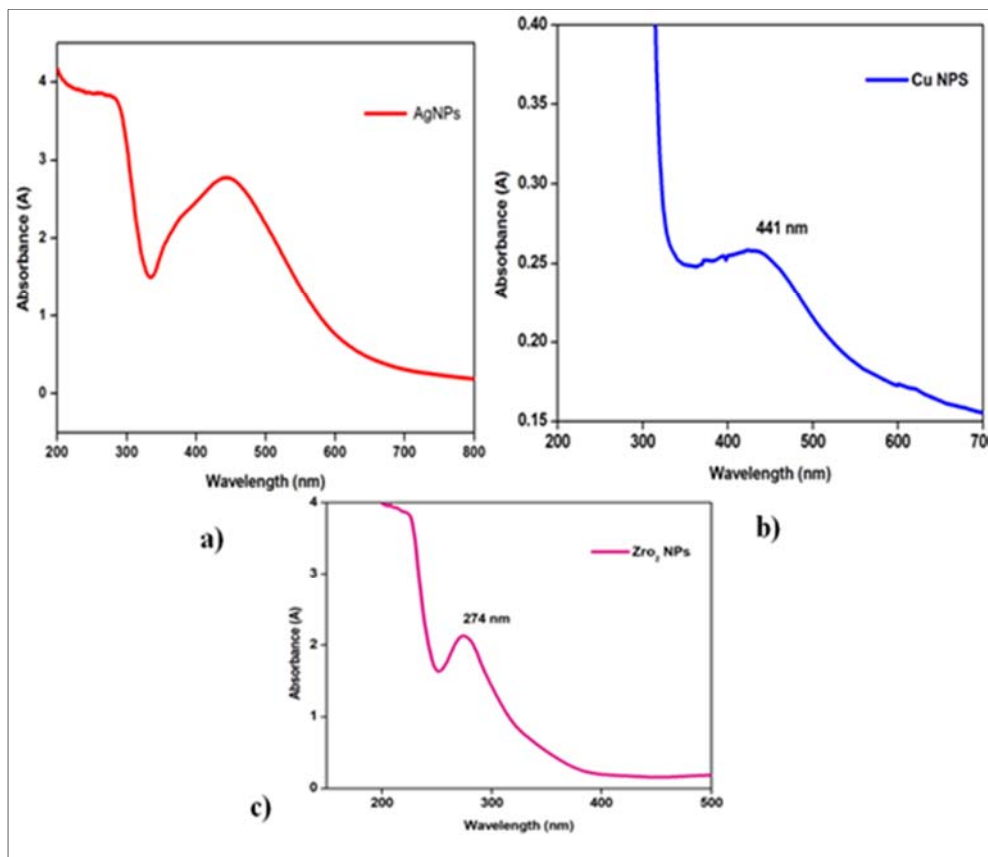 AgNPs
Absorbance (A)
4
3
2
1
0
200 300 400 500 600 700 800
Wavelength (nm)
a)
Cu NPS
441 nm
Absorbance (A)
0.40
0.35
0.30
0.25
0.20
0.15
200 300 400 500 600 700
Wavelength (nm)
b)
Zro₂ NPs
274 nm
Absorbance (A)
4
3
2
1
0
200 300 400 500
Wavelength (nm)
c)